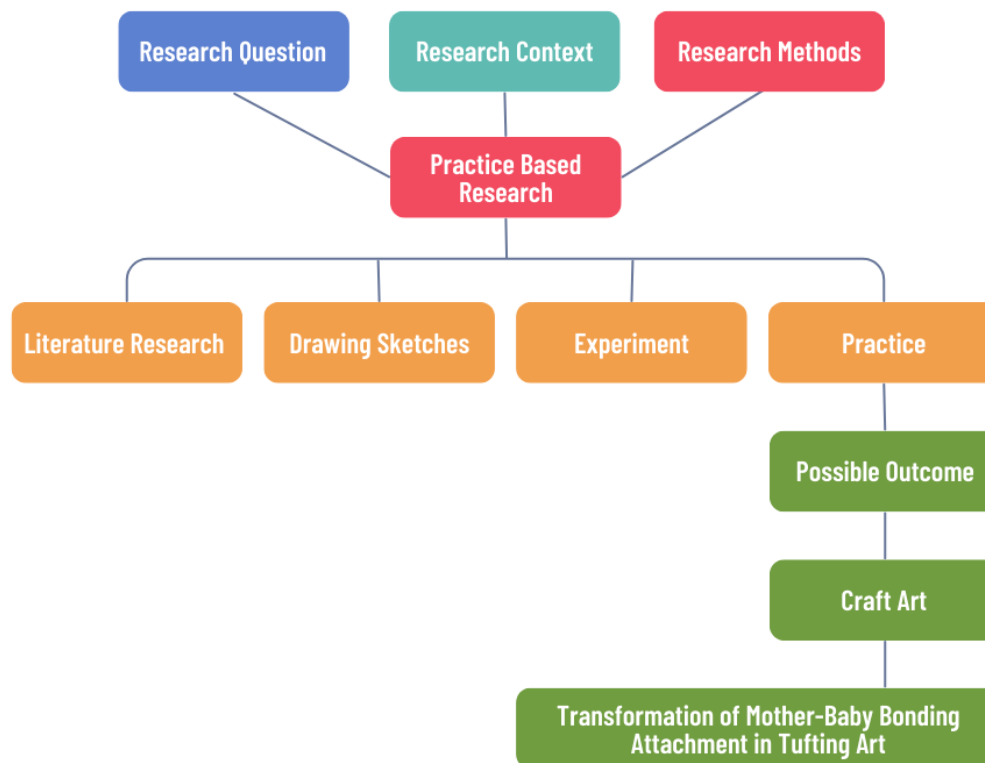 Research Question
Research Context
Research Methods
Practice Based
Research
Literature Research
Drawing Sketches
Experiment
Practice
Possible Outcome
Craft Art
Transformation of Mother-Baby Bonding
Attachment in Tufting Art